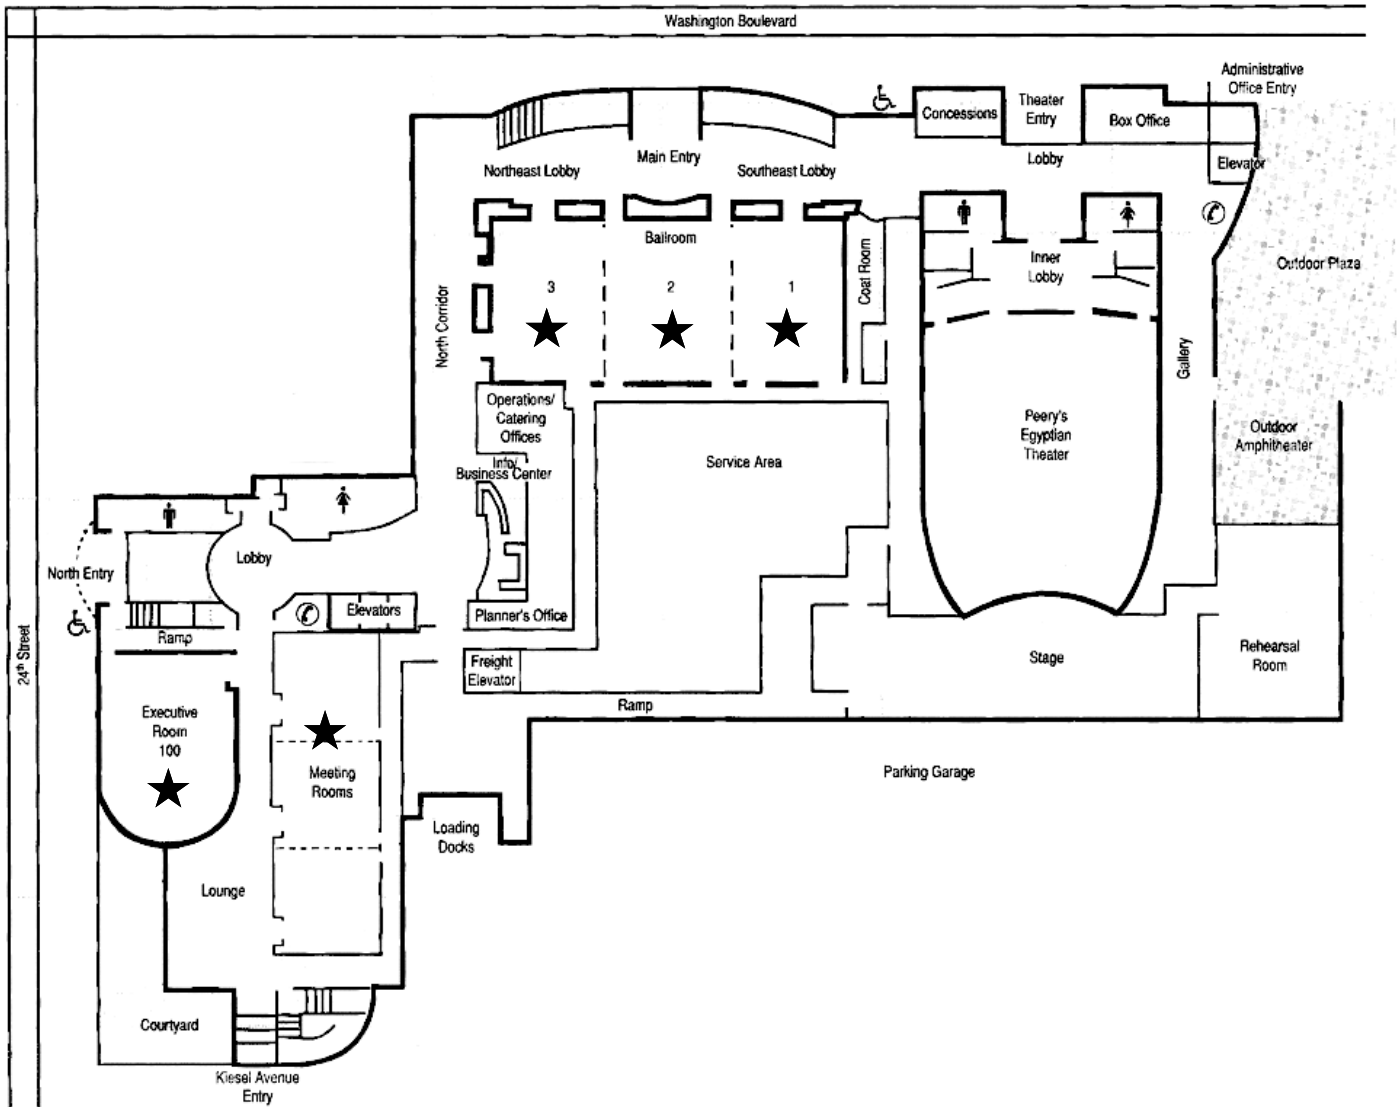 Washington Boulevard
Administrative
Office Entry
Concessions
Theater
Entry
Box Office
Main Entry
Northeast Lobby
Southeast Lobby
Lobby
Elevator
Ballroom
Coat Room
Inner
Lobby
Outdoor Plaza
3
2
1
North Corridor
Gallery
Operations/
Catering
Offices
Peery's
Egyptian
Theater
Outdoor
Amphitheater
Info/
Business Center
Service Area
Lobby
North Entry
Elevators
Planner's Office
Ramp
24th Street
Freight
Elevator
Stage
Rehearsal
Room
Ramp
Executive
Room
100
Meeting
Rooms
Parking Garage
Loading
Docks
Lounge
Courtyard
Kiesel Avenue
Entry